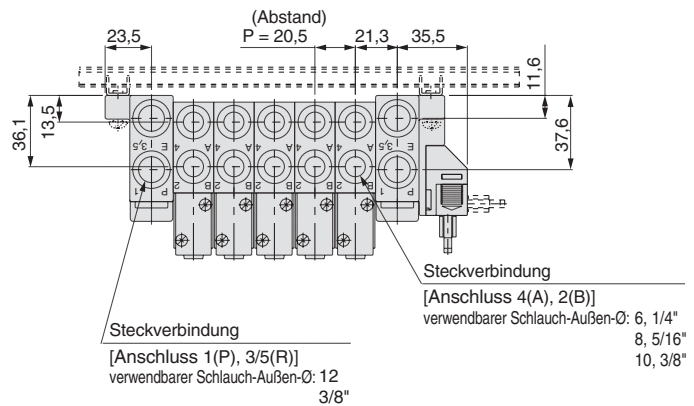 (Abstand)
23,5 P = 20,5 21,3 35,5
36,1
13,5
11,6
37,6
3,5 E 4 A 4 A 4 A 4 A 4 A 3,5 E
1 P 2 B 2 B 2 B 2 B 2 B 1 P
Steckverbindung
[Anschluss 4(A), 2(B)]
verwendbarer Schlauch-Außen-Ø: 6, 1/4"
8, 5/16"
10, 3/8"
Steckverbindung
[Anschluss 1(P), 3/5(R)]
verwendbarer Schlauch-Außen-Ø: 12
3/8"